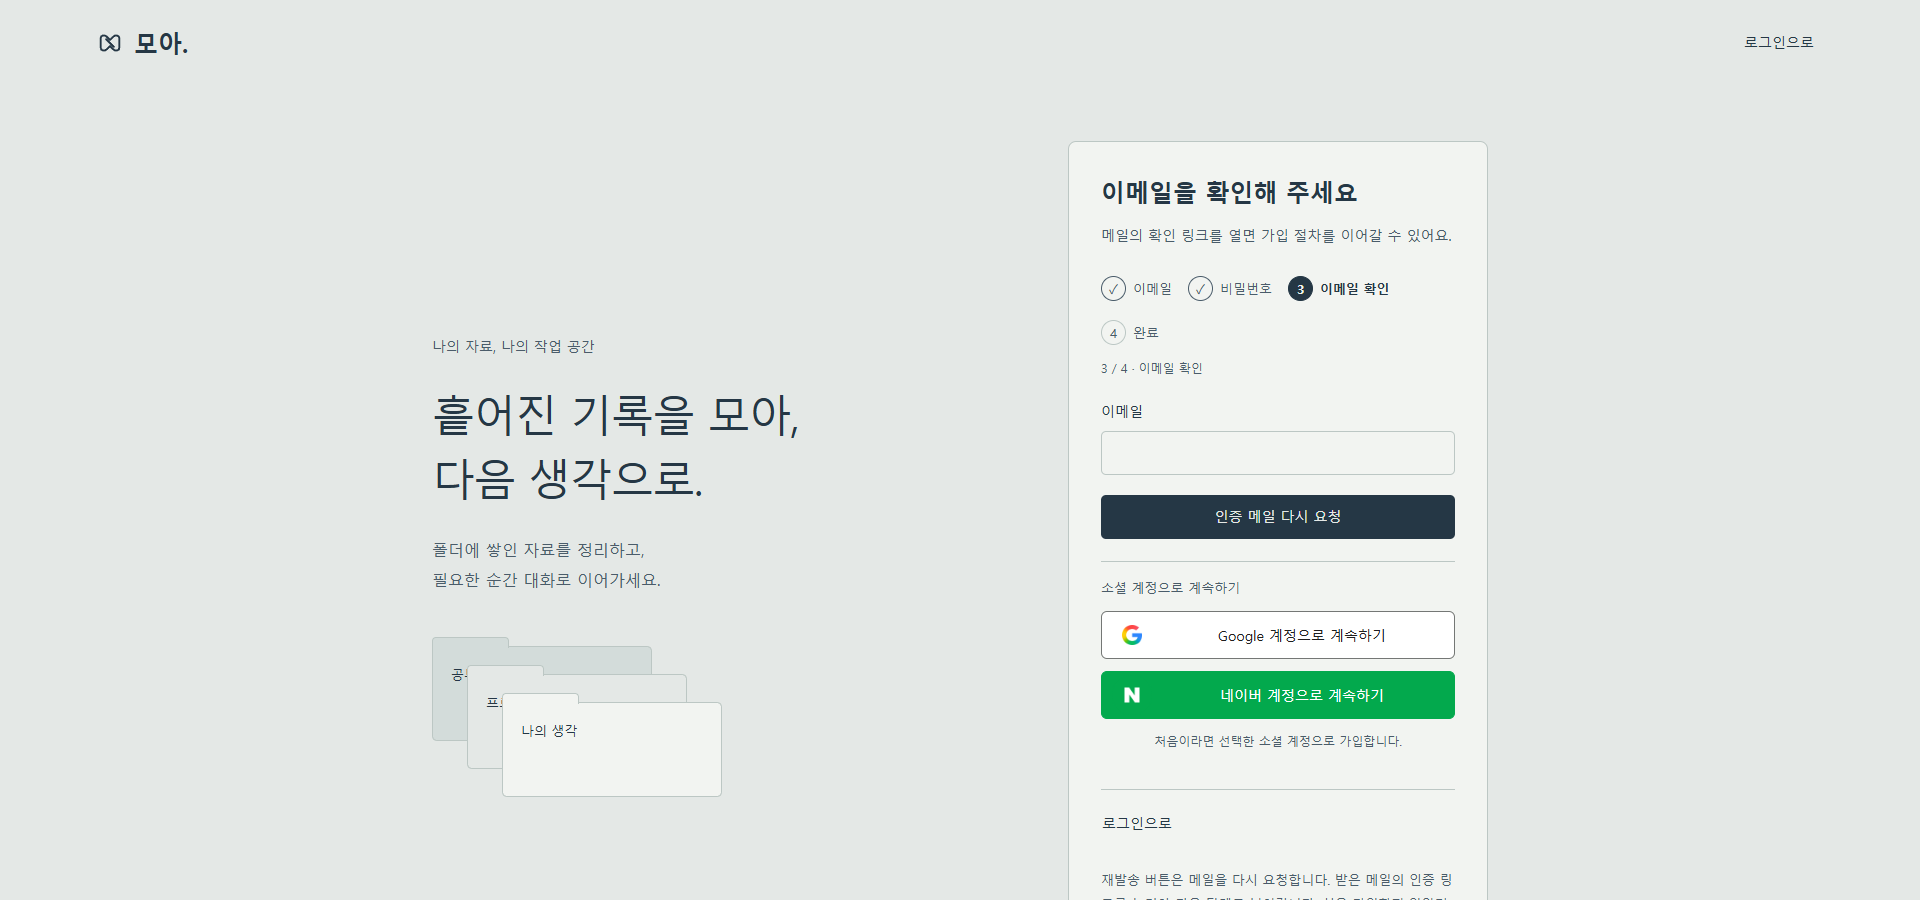 모아.
로그인으로
나의 자료, 나의 작업 공간
흩어진 기록을 모아,
다음 생각으로.
폴더에 쌓인 자료를 정리하고,
필요한 순간 대화로 이어가세요.
나의 생각
이메일을 확인해 주세요
메일의 확인 링크를 열면 가입 절차를 이어갈 수 있어요.
✓ 이메일 ✓ 비밀번호 3 이메일 확인
4 완료
3 / 4 · 이메일 확인
이메일
인증 메일 다시 요청
소셜 계정으로 계속하기
Google 계정으로 계속하기
네이버 계정으로 계속하기
처음이라면 선택한 소셜 계정으로 가입합니다.
로그인으로
재발송 버튼은 메일을 다시 요청합니다. 받은 메일의 인증 링